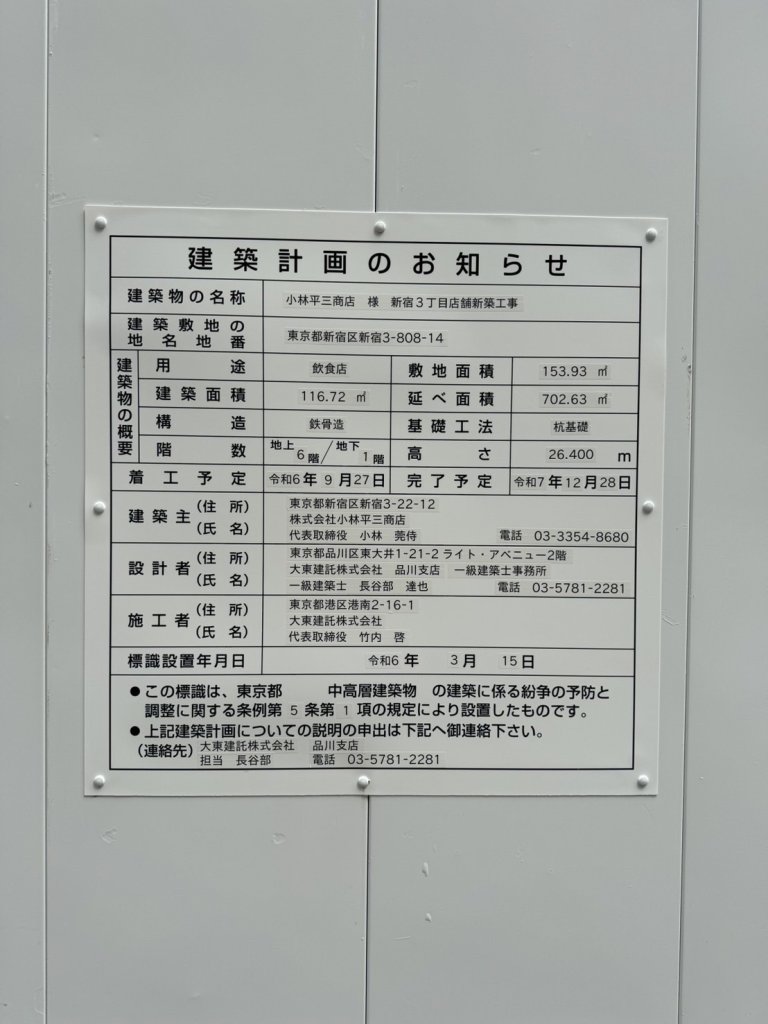 建築計画のお知らせ
建築物の名称 小林平三商店 様 新宿3丁目店舗新築工事
建築敷地の地名地番 東京都新宿区新宿3-808-14
建築物の概要
用途 飲食店 敷地面積 153.93 ㎡
建築面積 116.72 ㎡ 延べ面積 702.63 ㎡
構造 鉄骨造 基礎工法 杭基礎
階数 地上6階/地下1階 高さ 26.400 m
着工予定 令和6年9月27日 完了予定 令和7年12月28日
建築主 (住所) 東京都新宿区新宿3-22-12
(氏名) 株式会社小林平三商店
代表取締役 小林 莞侍 電話 03-3354-8680
設計者 (住所) 東京都品川区東大井1-21-2 ライト・アベニュー2階
(氏名) 大東建託株式会社 品川支店 一級建築士事務所
一級建築士 長谷部 達也 電話 03-5781-2281
施工者 (住所) 東京都港区港南2-16-1
(氏名) 大東建託株式会社
代表取締役 竹内 啓
標識設置年月日 令和6年 3月 15日
●この標識は、東京都 中高層建築物 の建築に係る紛争の予防と
調整に関する条例第5条第1項の規定により設置したものです。
●上記建築計画についての説明の申出は下記へ御連絡下さい。
(連絡先) 大東建託株式会社 品川支店
担当 長谷部 電話 03-5781-2281